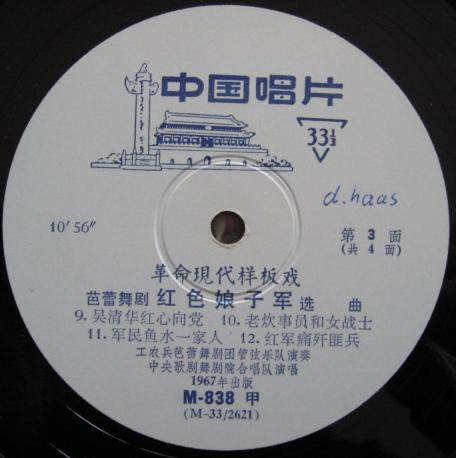 中国唱片
33⅓
d.haas
10′56″
第 3 面
(共 4 面)
革命現代样板戏
芭蕾舞剧 红色娘子军 选曲
9. 吴清华红心向党 10. 老炊事员和女战士
11. 军民鱼水一家人 12. 红军痛歼匪兵
工农兵芭蕾舞剧团管弦乐队演奏
中央歌剧舞剧院合唱队演唱
1967年出版
M-838 甲
(M-33/2621)